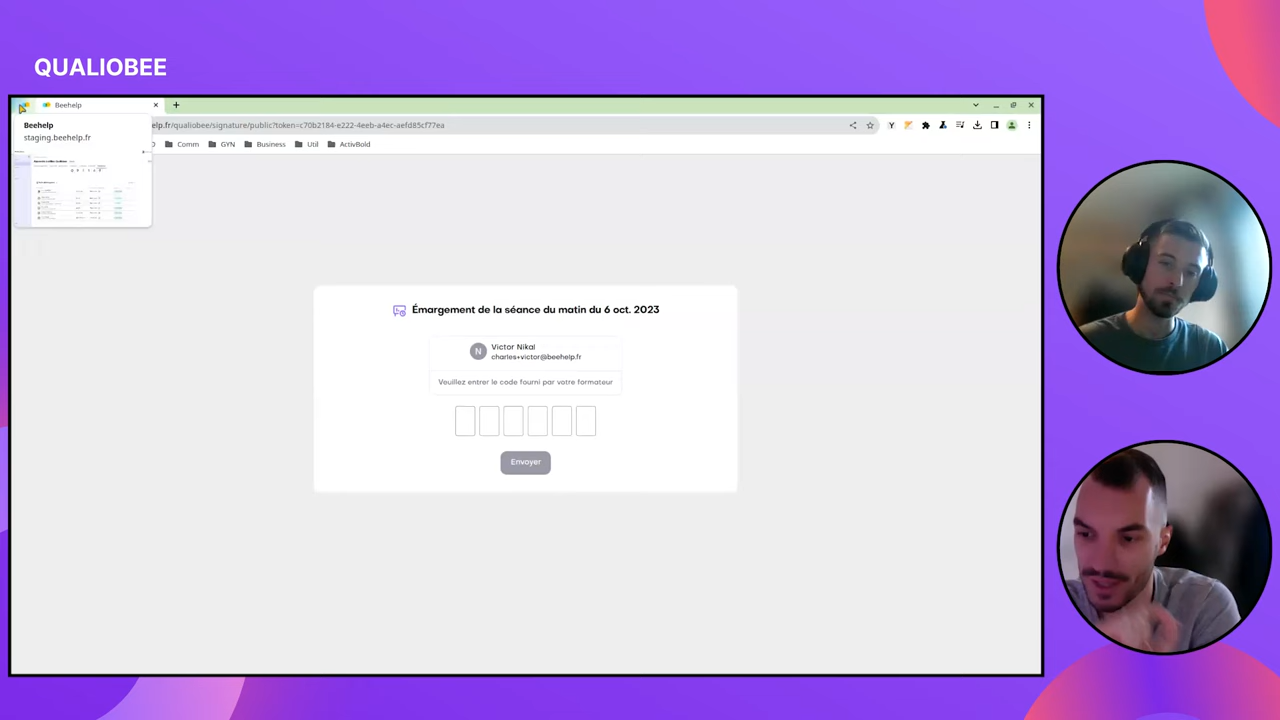 QUALIOBEE
Beehelp
Beehelp
staging.beehelp.fr
help.fr/qualiobee/signature/public?token=c70b2184-e222-4eeb-a4ec-aefd85cf77ea
Comm
GYN
Business
Util
ActivBold
Émargement de la séance du matin du 6 oct. 2023
N
Victor Nikal
charles+victor@beehelp.fr
Veuillez entrer le code fourni par votre formateur
Envoyer